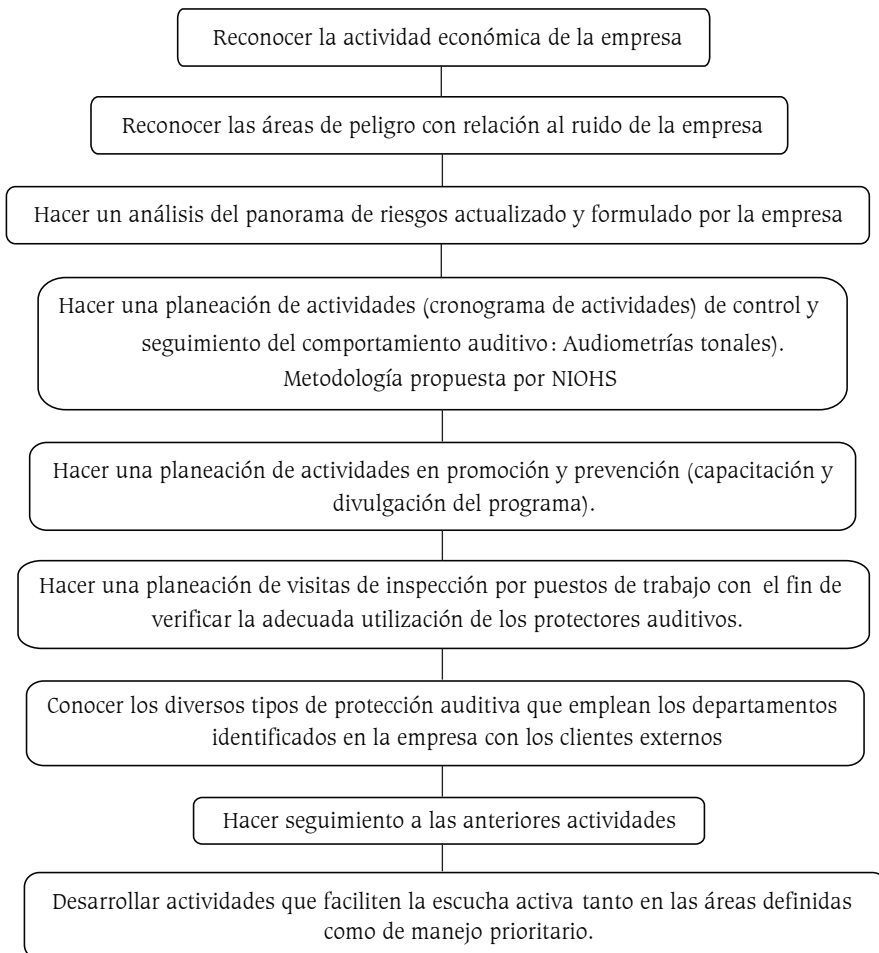 Reconocer la actividad económica de la empresa
Reconocer las áreas de peligro con relación al ruido de la empresa
Hacer un análisis del panorama de riesgos actualizado y formulado por la empresa
Hacer una planeación de actividades (cronograma de actividades) de control y
seguimiento del comportamiento auditivo: Audiometrías tonales).
Metodología propuesta por NIOHS
Hacer una planeación de actividades en promoción y prevención (capacitación y
divulgación del programa).
Hacer una planeación de visitas de inspección por puestos de trabajo con el fin de
verificar la adecuada utilización de los protectores auditivos.
Conocer los diversos tipos de protección auditiva que emplean los departamentos
identificados en la empresa con los clientes externos
Hacer seguimiento a las anteriores actividades
Desarrollar actividades que faciliten la escucha activa tanto en las áreas definidas
como de manejo prioritario.